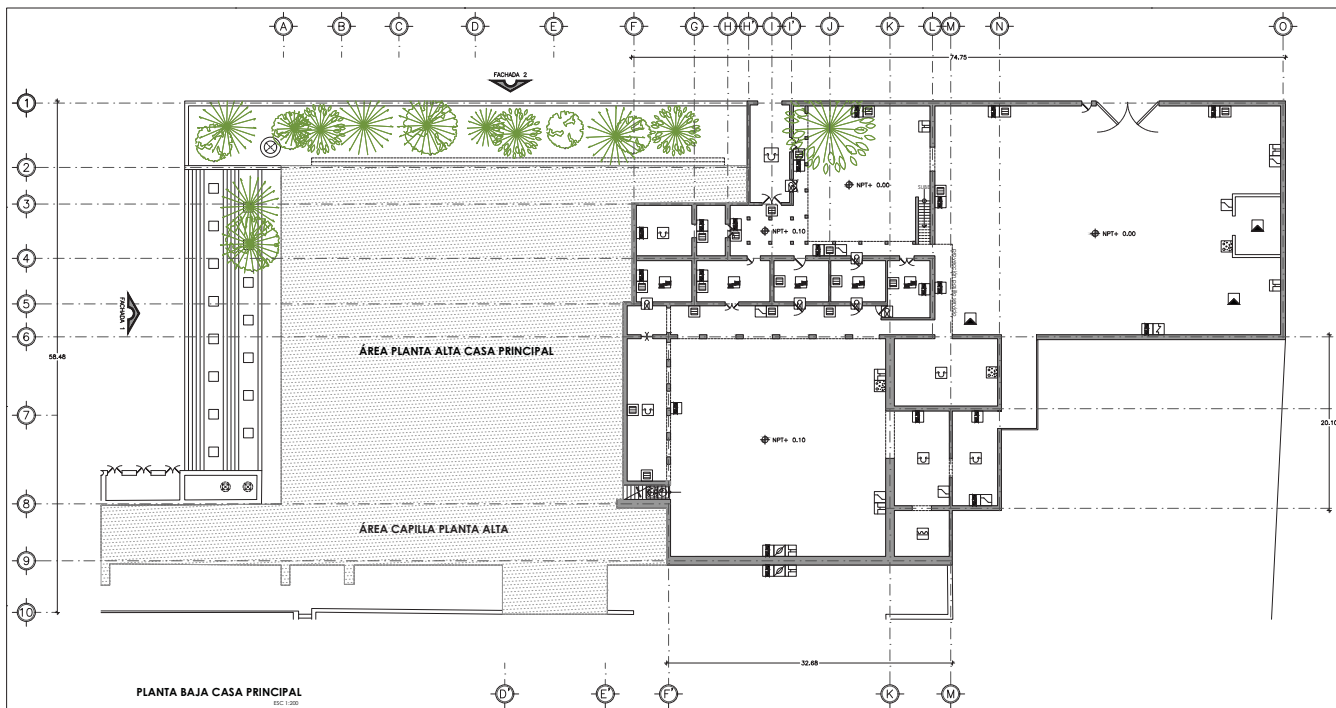 A B C D E F G H H' I I' J K L M N O
74.75
FACHADA 2
1
2
3
4
5
6
7
8
9
10
58.48
FACHADA 1
NPT+ 0.00
SUBE
NPT+ 0.10
NPT+ 0.00
ÁREA PLANTA ALTA CASA PRINCIPAL
NPT+ 0.10
20.10
ÁREA CAPILLA PLANTA ALTA
32.68
PLANTA BAJA CASA PRINCIPAL
ESC 1:200
D' E' F' K M